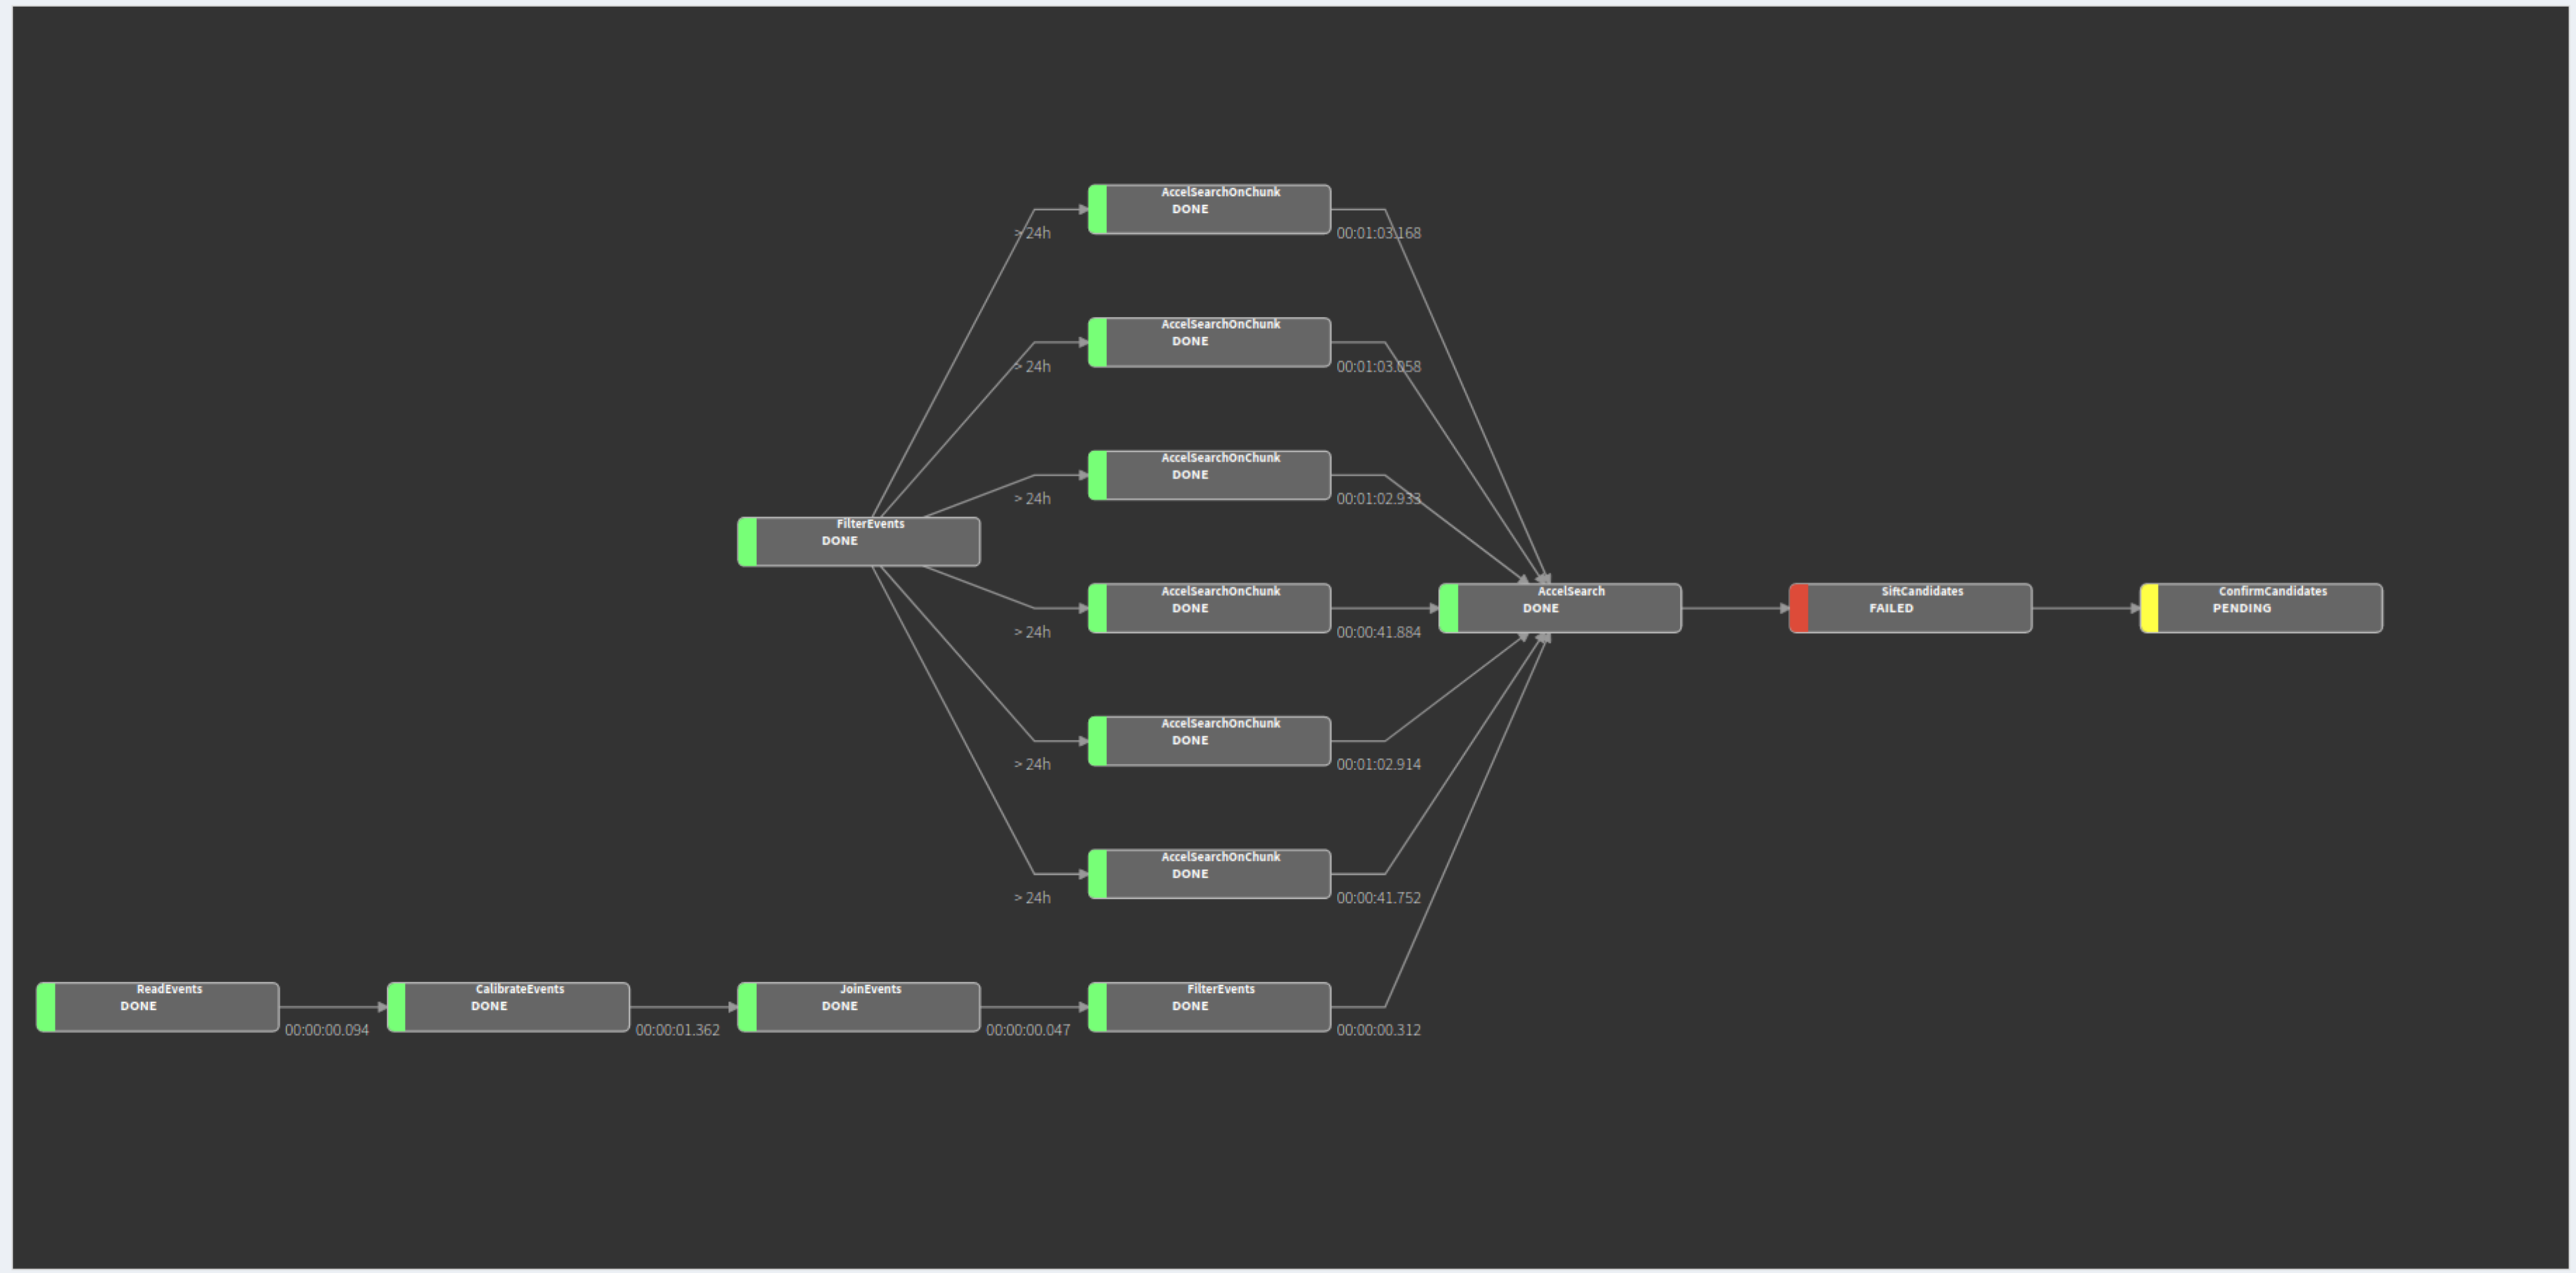 AccelSearchOnChunk
DONE
> 24h
00:01:03.168
AccelSearchOnChunk
DONE
> 24h
00:01:03.058
AccelSearchOnChunk
DONE
> 24h
00:01:02.933
FilterEvents
DONE
AccelSearchOnChunk
DONE
> 24h
00:00:41.884
AccelSearch
DONE
SiftCandidates
FAILED
ConfirmCandidates
PENDING
AccelSearchOnChunk
DONE
> 24h
00:01:02.914
AccelSearchOnChunk
DONE
> 24h
00:00:41.752
ReadEvents
DONE
00:00:00.094
CalibrateEvents
DONE
00:00:01.362
JoinEvents
DONE
00:00:00.047
FilterEvents
DONE
00:00:00.312